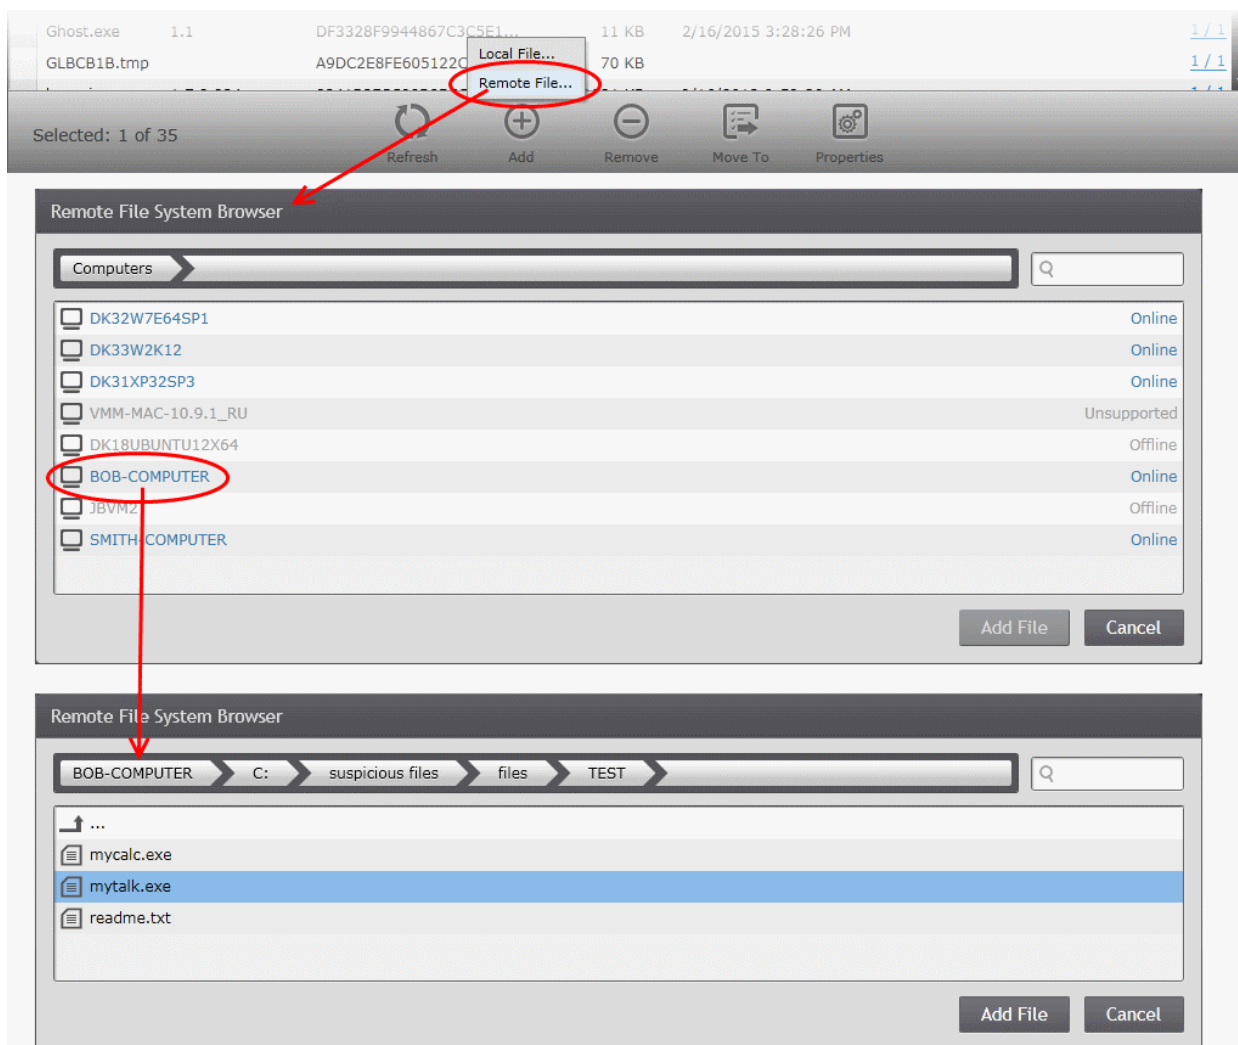 Ghost.exe 1.1 DF3328F9944867C3C5E1... 11 KB 2/16/2015 3:28:26 PM 1 / 1
Local File...
GLBCB1B.tmp A9DC2E8FE605122C 70 KB 1 / 1
Remote File...
Selected: 1 of 35
Refresh Add Remove Move To Properties
Remote File System Browser
Computers
DK32W7E64SP1 Online
DK33W2K12 Online
DK31XP32SP3 Online
VMM-MAC-10.9.1_RU Unsupported
DK18UBUNTU12X64 Offline
BOB-COMPUTER Online
JBVM2 Offline
SMITH-COMPUTER Online
Add File Cancel
Remote File System Browser
BOB-COMPUTER C: suspicious files files TEST
...
mycalc.exe
mytalk.exe
readme.txt
Add File Cancel